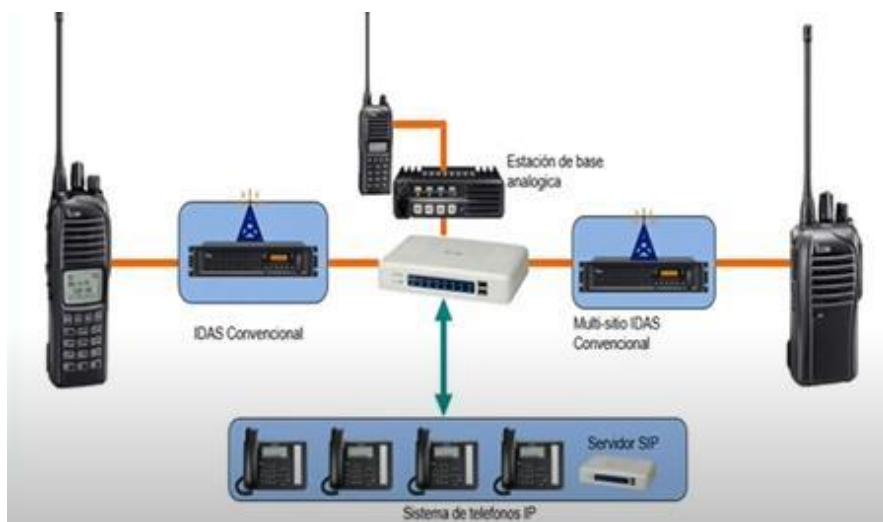 Estación de base
analogica
IDAS Convencional
Multi-sitio IDAS
Convencional
Servidor SIP
Sistema de telefonos IP